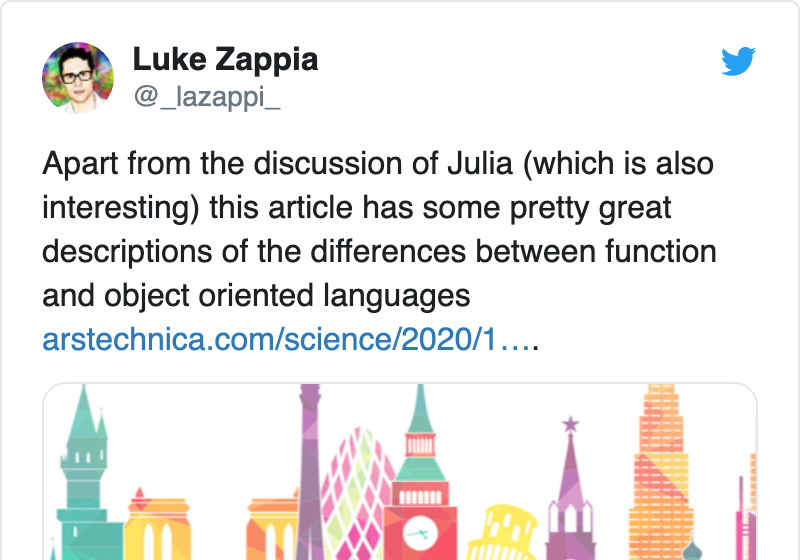 Luke Zappia
@_lazappi_
Apart from the discussion of Julia (which is also
interesting) this article has some pretty great
descriptions of the differences between function
and object oriented languages
arstechnica.com/science/2020/1….